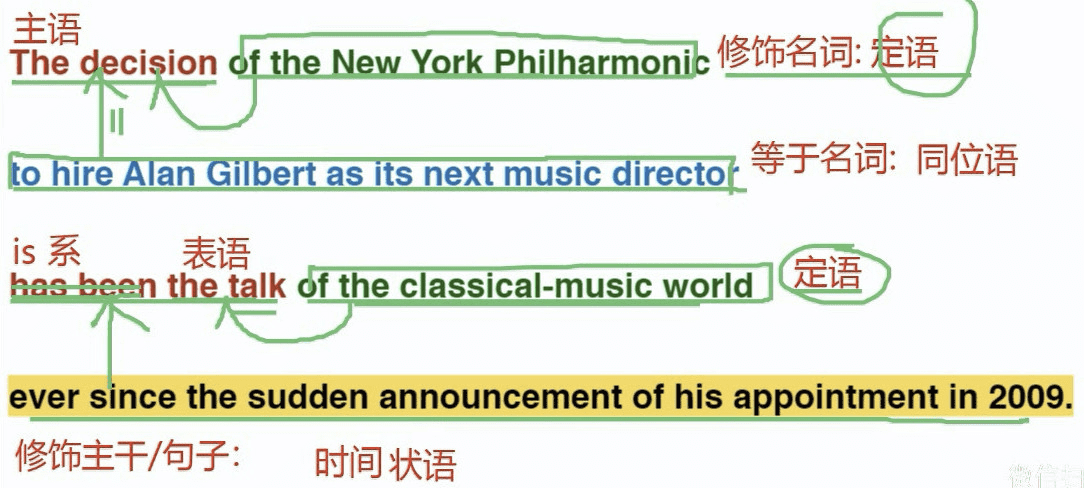 主语
The decision of the New York Philharmonic 修饰名词: 定语
to hire Alan Gilbert as its next music director 等于名词: 同位语
is 系 表语
has been the talk of the classical-music world 定语
ever since the sudden announcement of his appointment in 2009.
修饰主干/句子: 时间状语